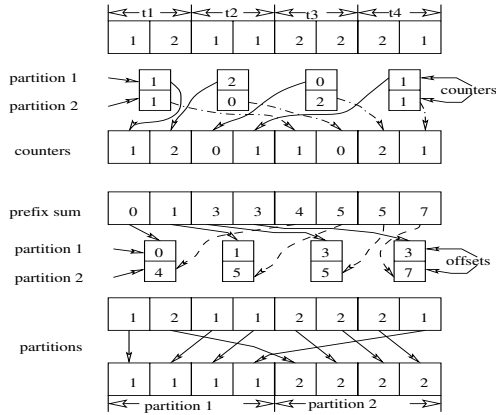 t1 t2 t3 t4
1 2 1 1 2 2 2 1
partition 1 1 2 0 1
partition 2 1 0 2 1
counters
counters 1 2 0 1 1 0 2 1
prefix sum 0 1 3 3 4 5 5 7
partition 1 0 1 3 3
partition 2 4 5 5 7
offsets
1 2 1 1 2 2 2 1
partitions
1 1 1 1 2 2 2 2
partition 1 partition 2